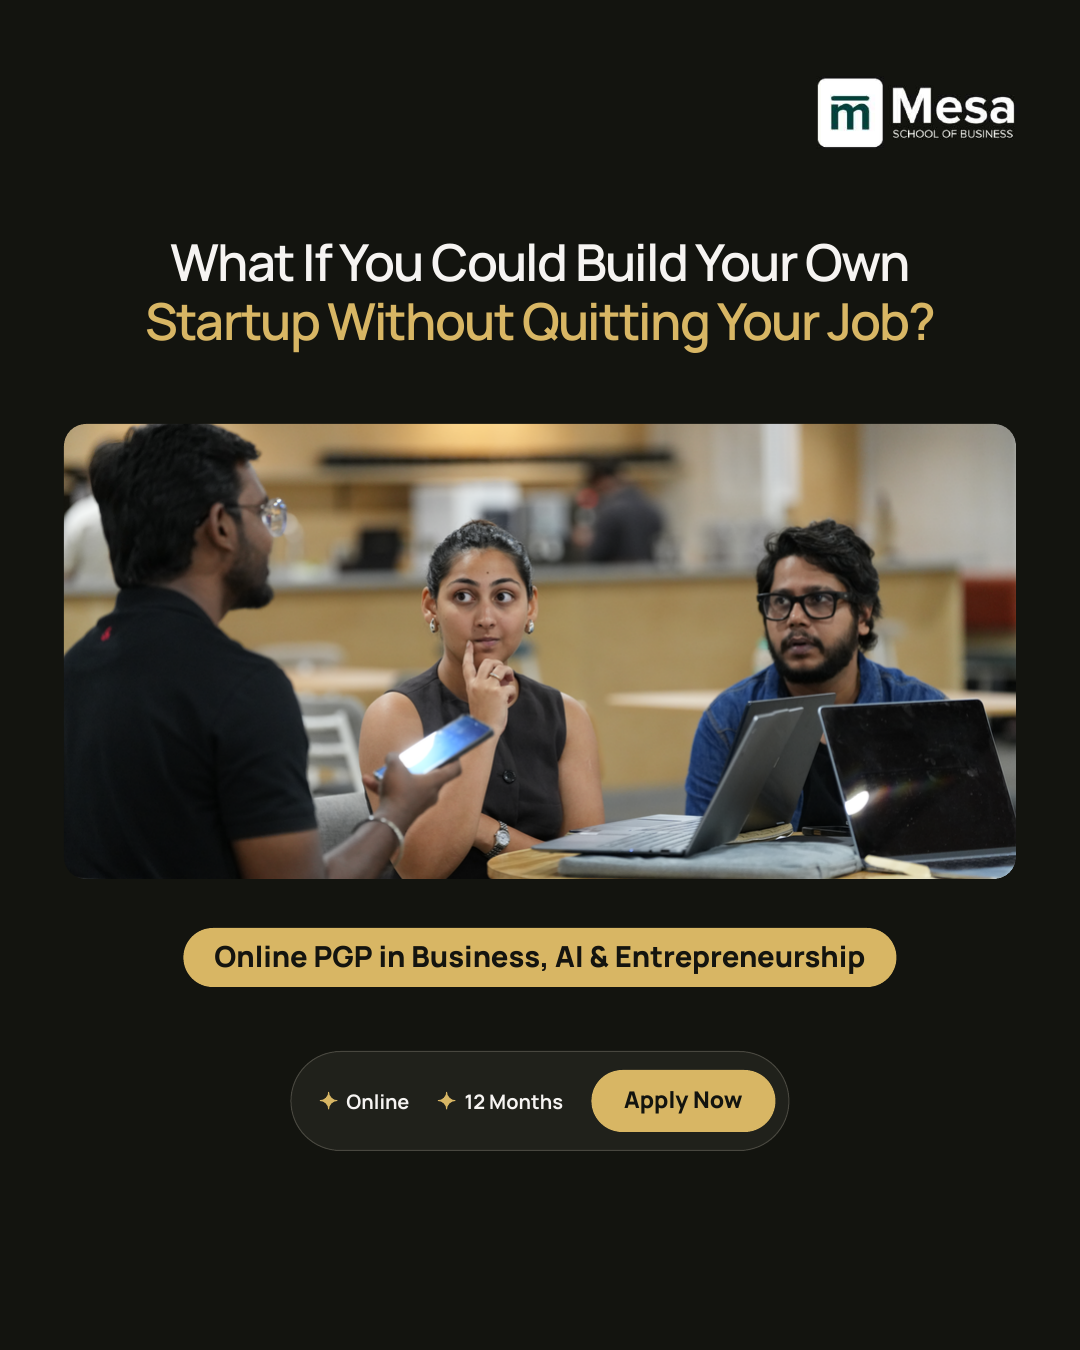 m Mesa
SCHOOL OF BUSINESS
What If You Could Build Your Own
Startup Without Quitting Your Job?
Online PGP in Business, AI & Entrepreneurship
Online 12 Months Apply Now